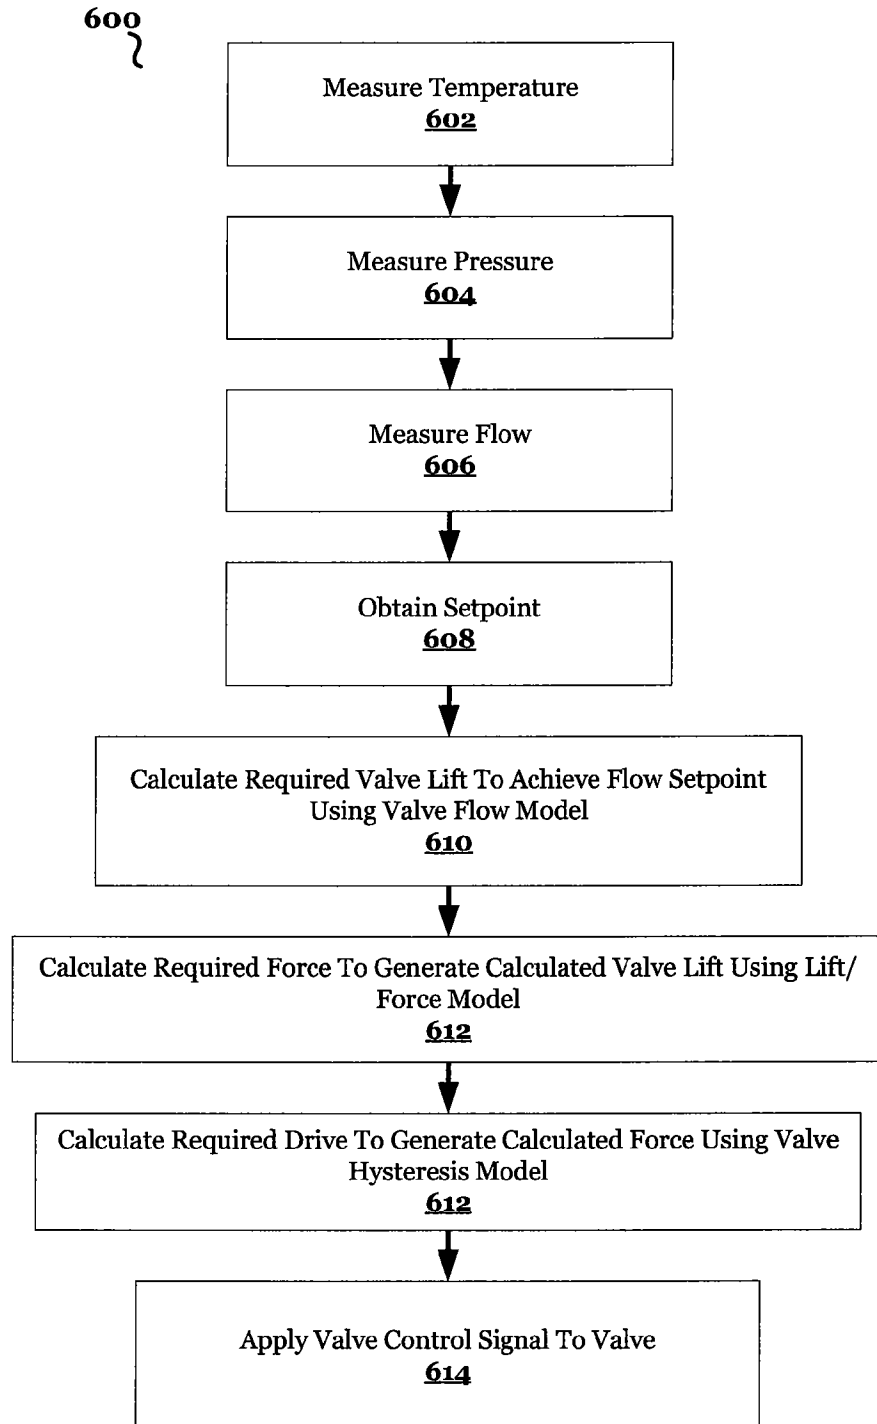 600
Measure Temperature
602
Measure Pressure
604
Measure Flow
606
Obtain Setpoint
608
Calculate Required Valve Lift To Achieve Flow Setpoint
Using Valve Flow Model
610
Calculate Required Force To Generate Calculated Valve Lift Using Lift/
Force Model
612
Calculate Required Drive To Generate Calculated Force Using Valve
Hysteresis Model
612
Apply Valve Control Signal To Valve
614